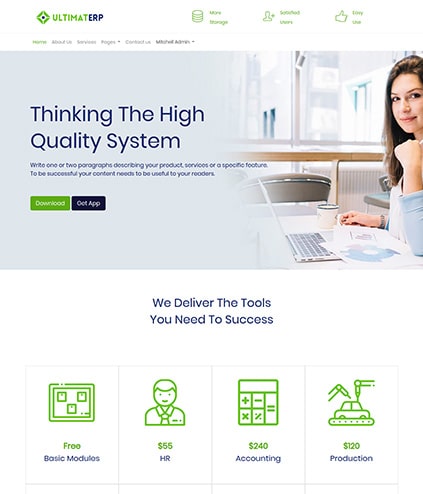 ULTIMATERP
More
Storage
Satisfied
Users
Easy
Use
Home About Us Services Pages Contact us Mitchell Admin
Thinking The High
Quality System
Write one or two paragraphs describing your product, services or a specific feature.
To be successful your content needs to be useful to your readers.
Download Get App
We Deliver The Tools
You Need To Success
Free $55 $240 $120
Basic Modules HR Accounting Production